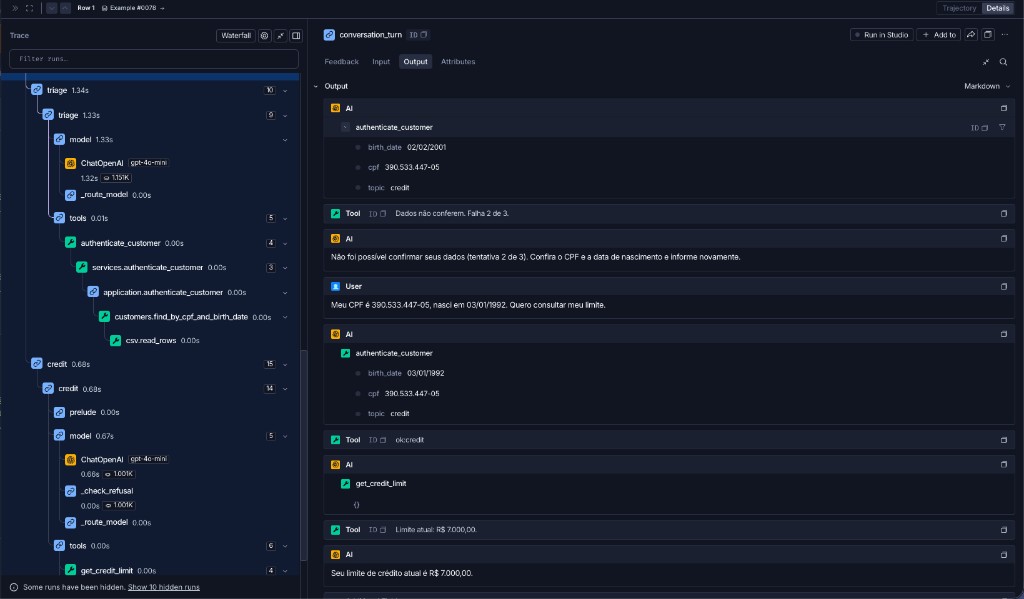 Row 1 Example #0078 → Trajectory Details
Trace
Waterfall
Filter runs…
triage 1.34s 10
triage 1.33s 9
model 1.33s
ChatOpenAI gpt-4o-mini
1.32s 1.151K
_route_model 0.00s
tools 0.01s 5
authenticate_customer 0.00s 4
services.authenticate_customer 0.00s 3
application.authenticate_customer 0.00s
customers.find_by_cpf_and_birth_date 0.00s
csv.read_rows 0.00s
credit 0.68s 15
credit 0.68s 14
prelude 0.00s
model 0.67s 5
ChatOpenAI gpt-4o-mini
0.66s 1.001K
_check_refusal
0.00s 1.001K
_route_model 0.00s
tools 0.00s 6
get_credit_limit 0.00s 4
Some runs have been hidden. Show 10 hidden runs
conversation_turn ID
Run in Studio + Add to
Feedback Input Output Attributes
Output Markdown
AI
authenticate_customer ID
birth_date 02/02/2001
cpf 390.533.447-05
topic credit
Tool ID Dados não conferem. Falha 2 de 3.
AI
Não foi possível confirmar seus dados (tentativa 2 de 3). Confira o CPF e a data de nascimento e informe novamente.
User
Meu CPF é 390.533.447-05, nasci em 03/01/1992. Quero consultar meu limite.
AI
authenticate_customer
birth_date 03/01/1992
cpf 390.533.447-05
topic credit
Tool ID ok:credit
AI
get_credit_limit
{}
Tool ID Limite atual: R$ 7.000,00.
AI
Seu limite de crédito atual é R$ 7.000,00.